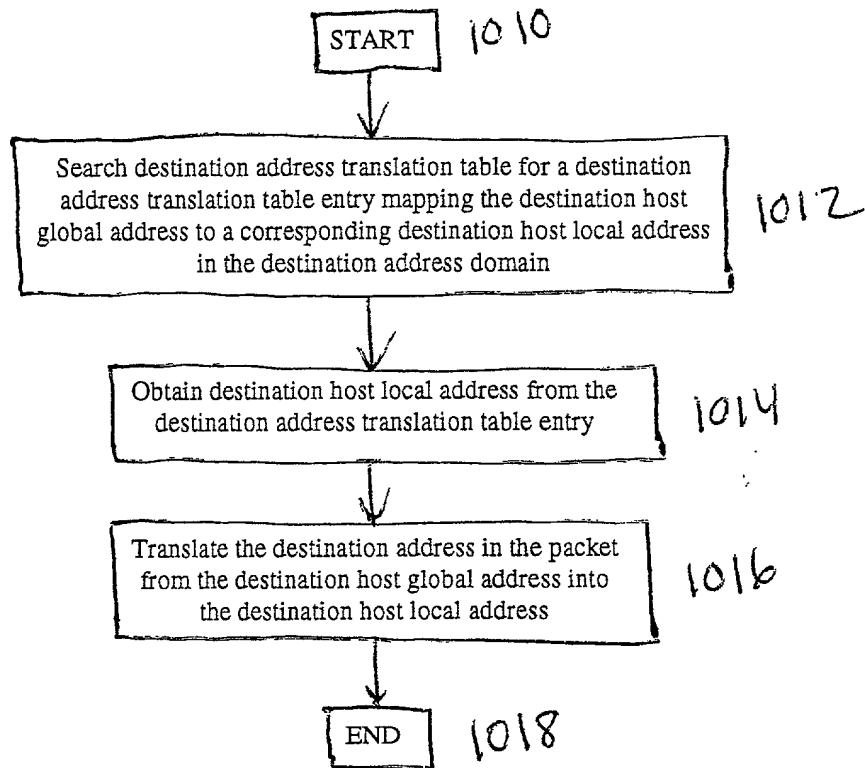 START 1010
Search destination address translation table for a destination
address translation table entry mapping the destination host
global address to a corresponding destination host local address
in the destination address domain
1012
Obtain destination host local address from the
destination address translation table entry
1014
Translate the destination address in the packet
from the destination host global address into
the destination host local address
1016
END 1018